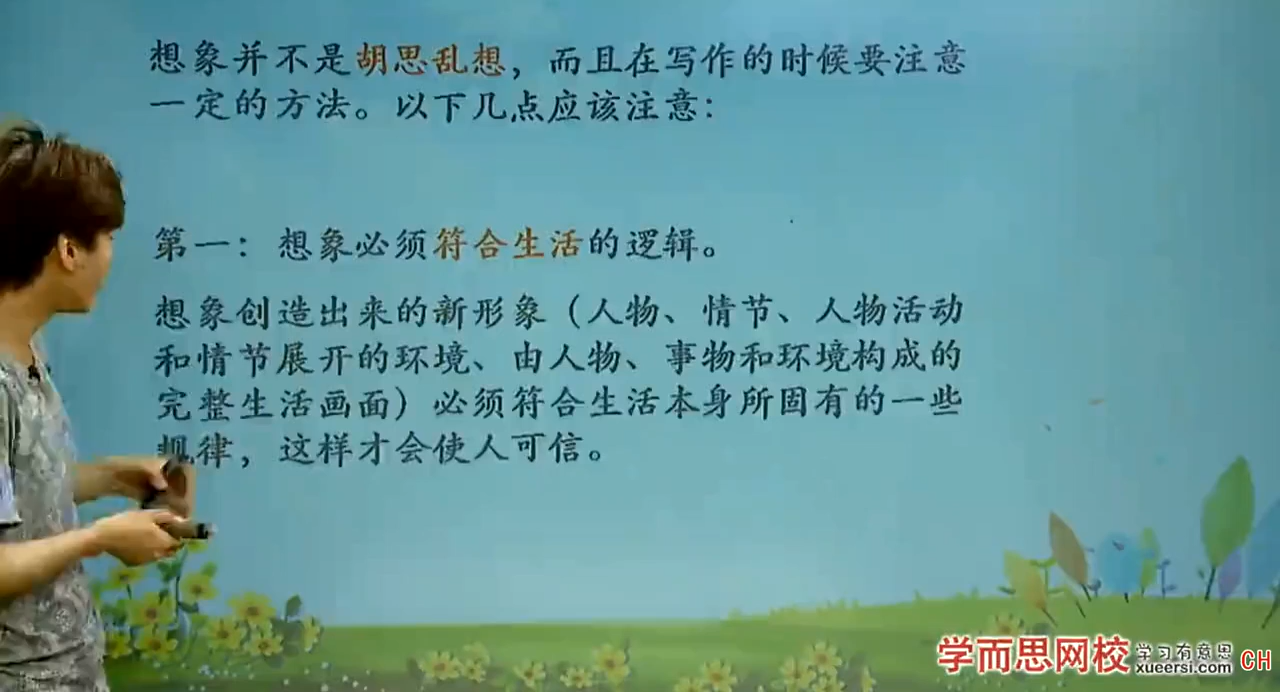 想象并不是胡思乱想，而且在写作的时候要注意
一定的方法。以下几点应该注意：
第一：想象必须符合生活的逻辑。
想象创造出来的新形象（人物、情节、人物活动
和情节展开的环境、由人物、事物和环境构成的
完整生活画面）必须符合生活本身所固有的一些
规律，这样才会使人可信。
学而思网校
学习有意思
xueersi.com
CH